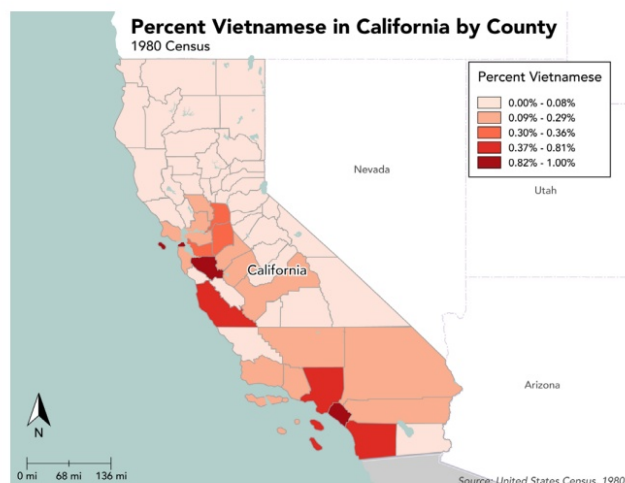 Percent Vietnamese in California by County
1980 Census
Percent Vietnamese
0.00% - 0.08%
0.09% - 0.29%
0.30% - 0.36%
0.37% - 0.81%
0.82% - 1.00%
Nevada
Utah
California
Arizona
N
0 mi 68 mi 136 mi
Source: United States Census, 1980